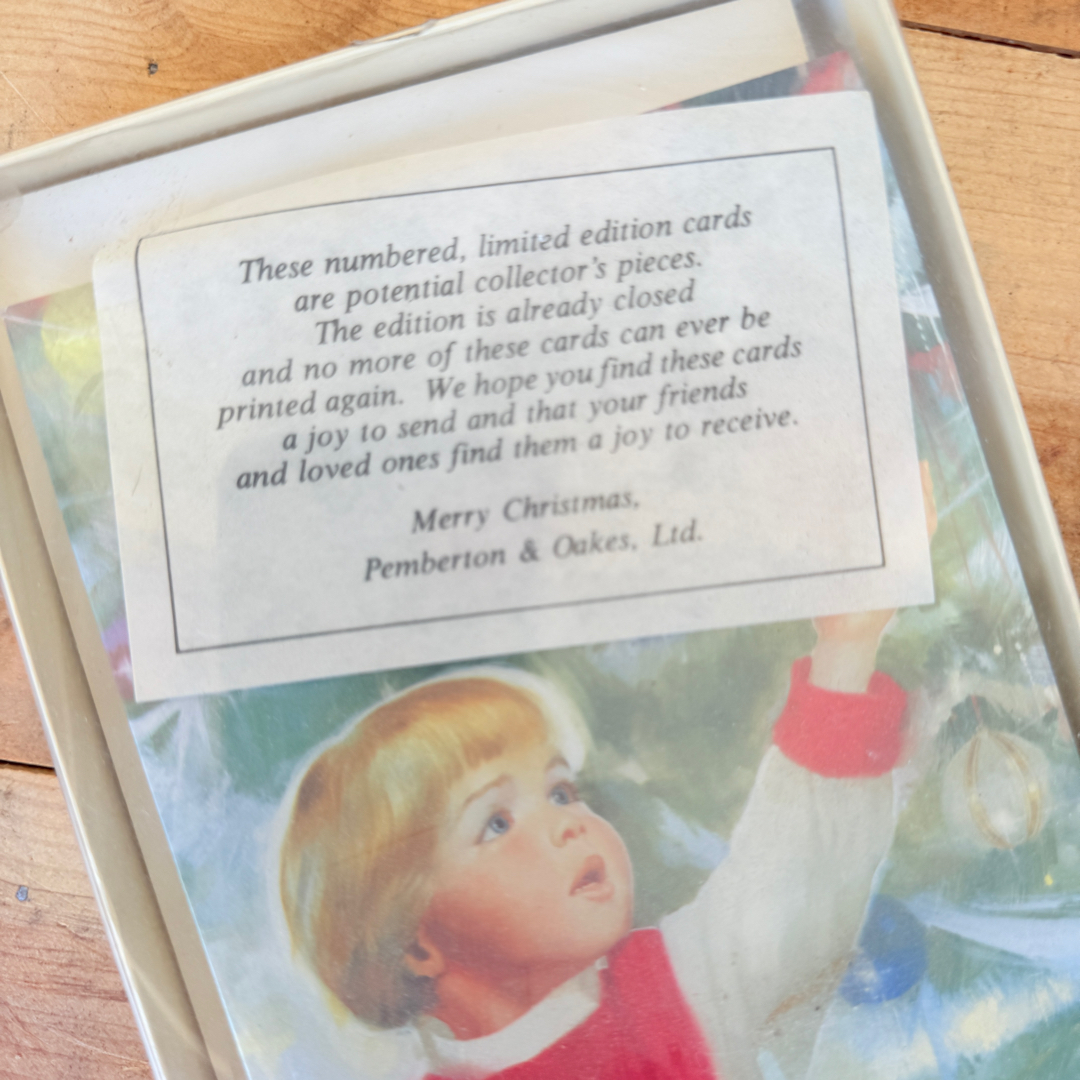 These numbered, limited edition cards
are potential collector's pieces.
The edition is already closed
and no more of these cards can ever be
printed again. We hope you find these cards
a joy to send and that your friends
and loved ones find them a joy to receive.
Merry Christmas,
Pemberton & Oakes, Ltd.